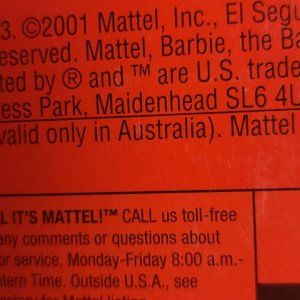 3. ©2001 Mattel, Inc., El Segu
eserved. Mattel, Barbie, the Ba
ted by ® and ™ are U.S. trade
ess Park, Maidenhead SL6 4U
valid only in Australia). Mattel
L IT'S MATTEL!™ CALL us toll-free
any comments or questions about
or service. Monday-Friday 8:00 a.m.-
stern Time. Outside U.S.A., see